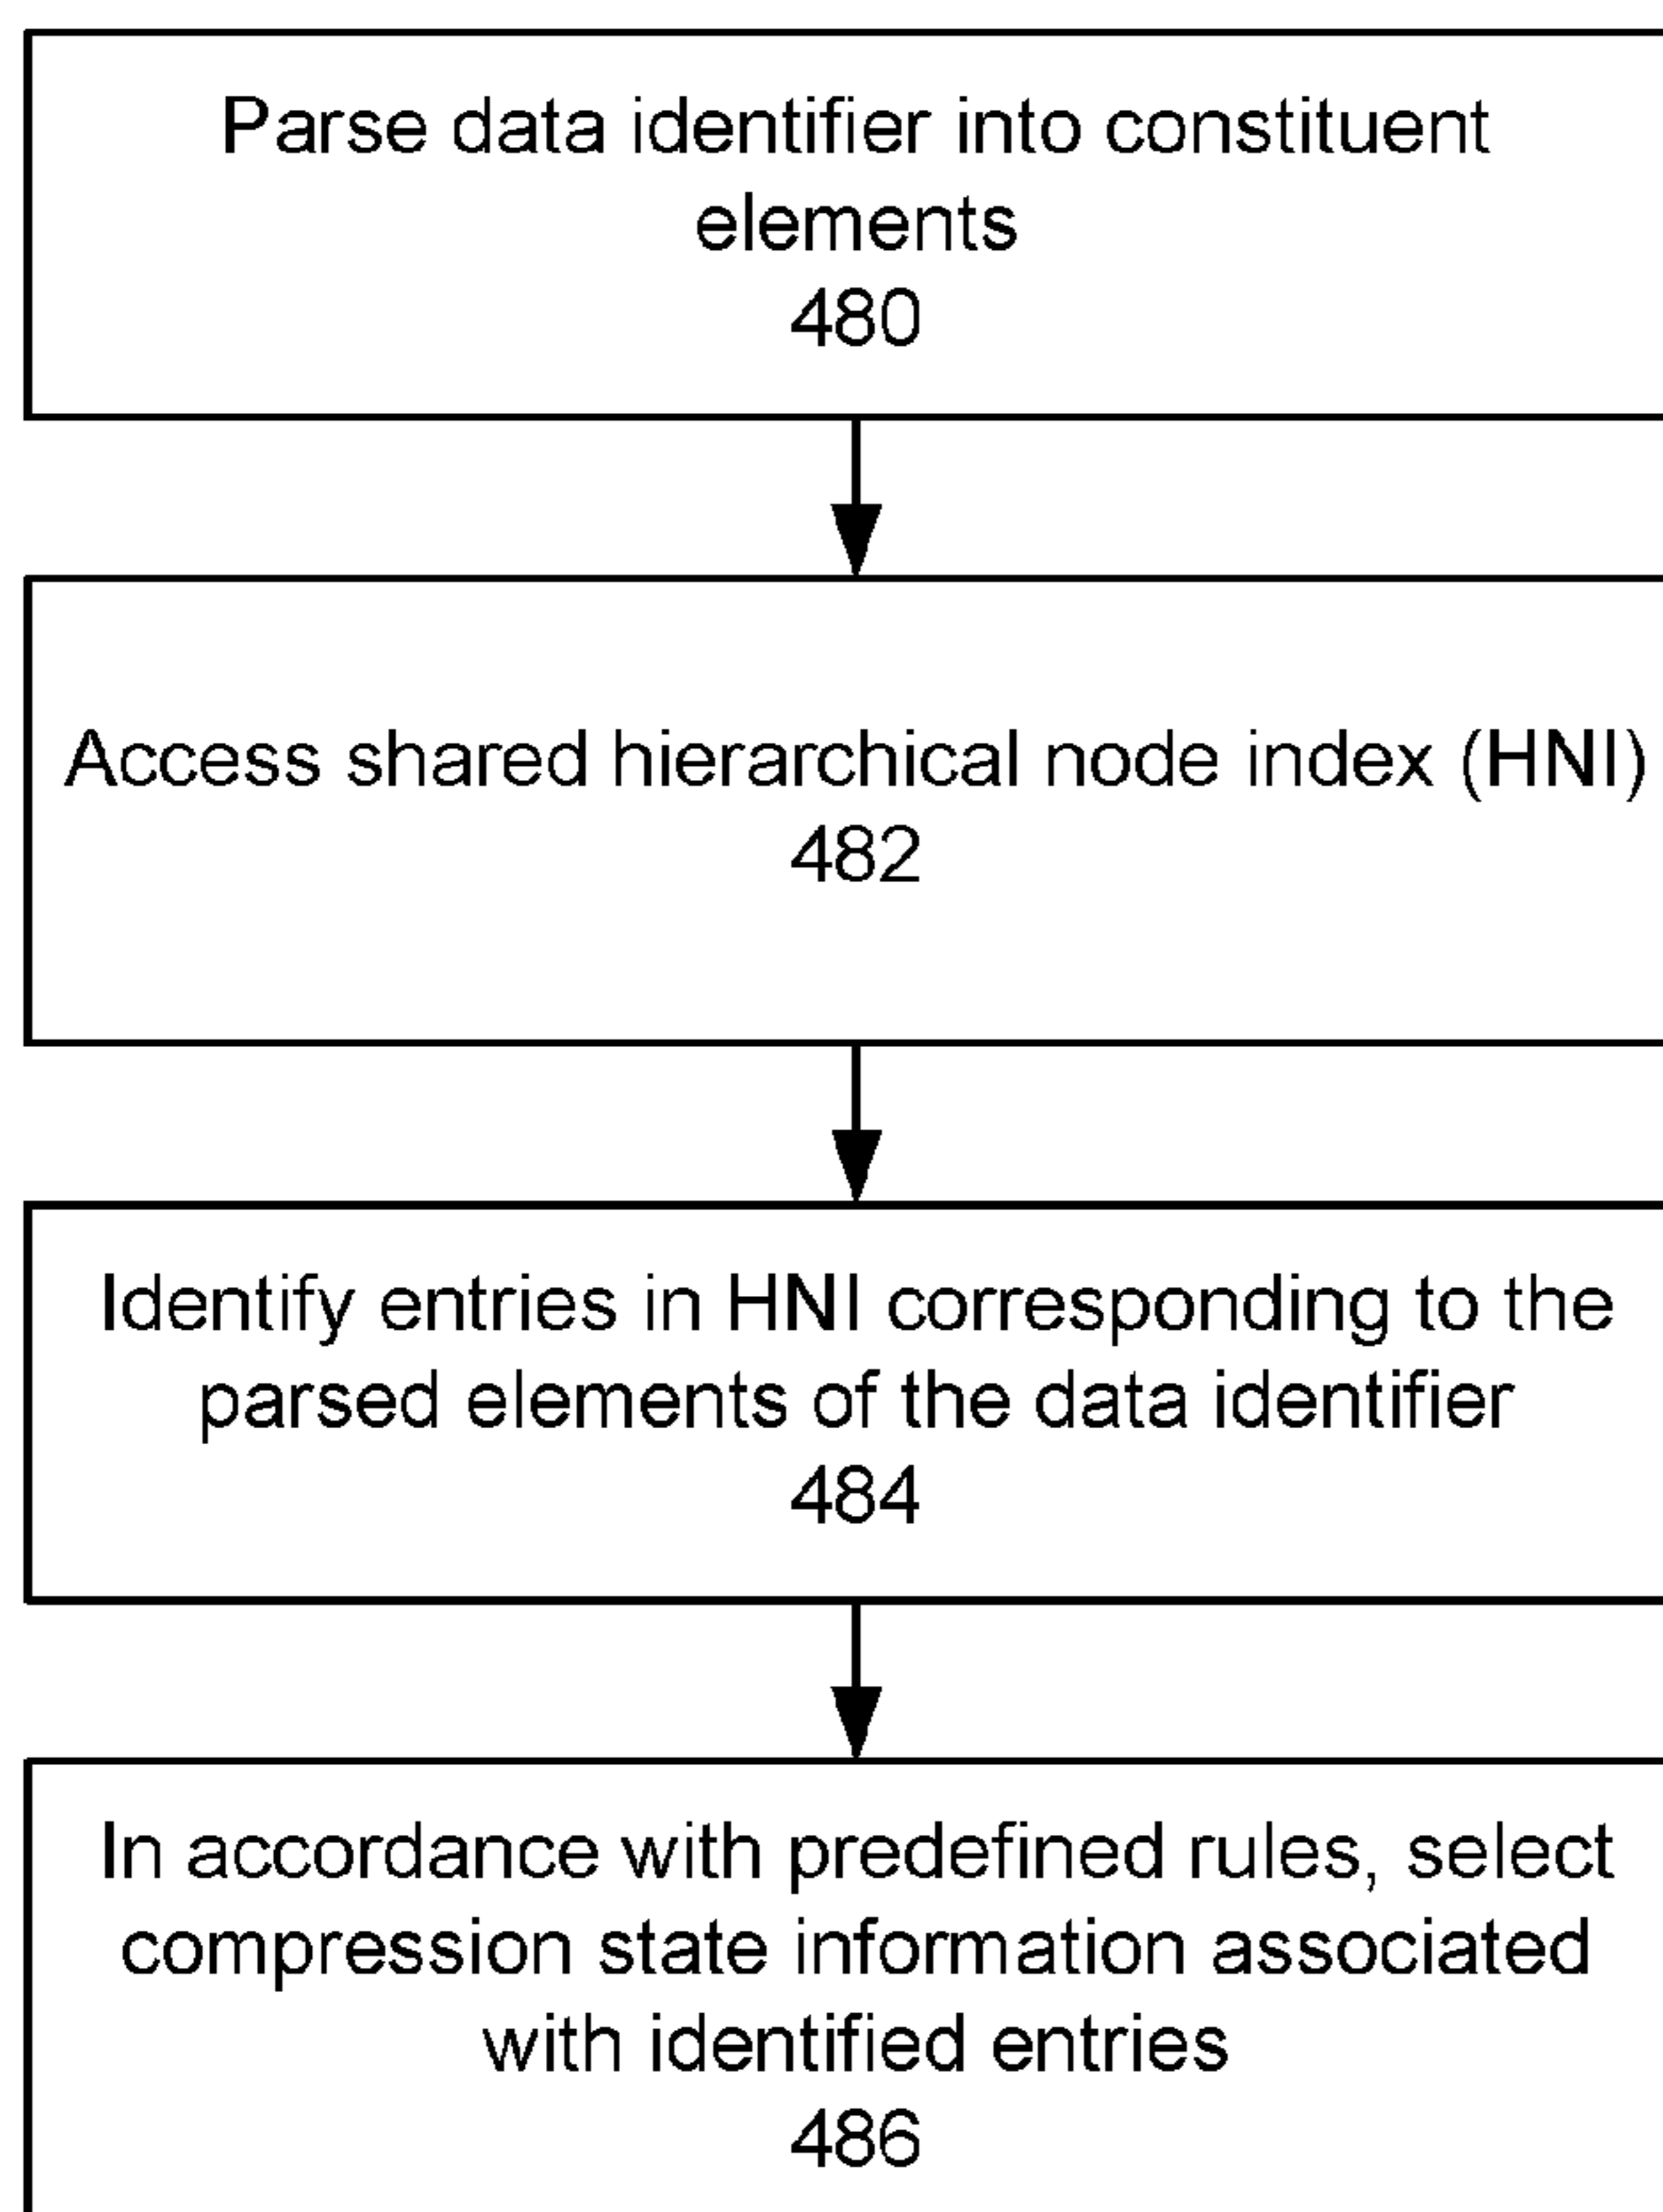 Parse data identifier into constituent
elements
480
Access shared hierarchical node index (HNI)
482
Identify entries in HNI corresponding to the
parsed elements of the data identifier
484
In accordance with predefined rules, select
compression state information associated
with identified entries
486